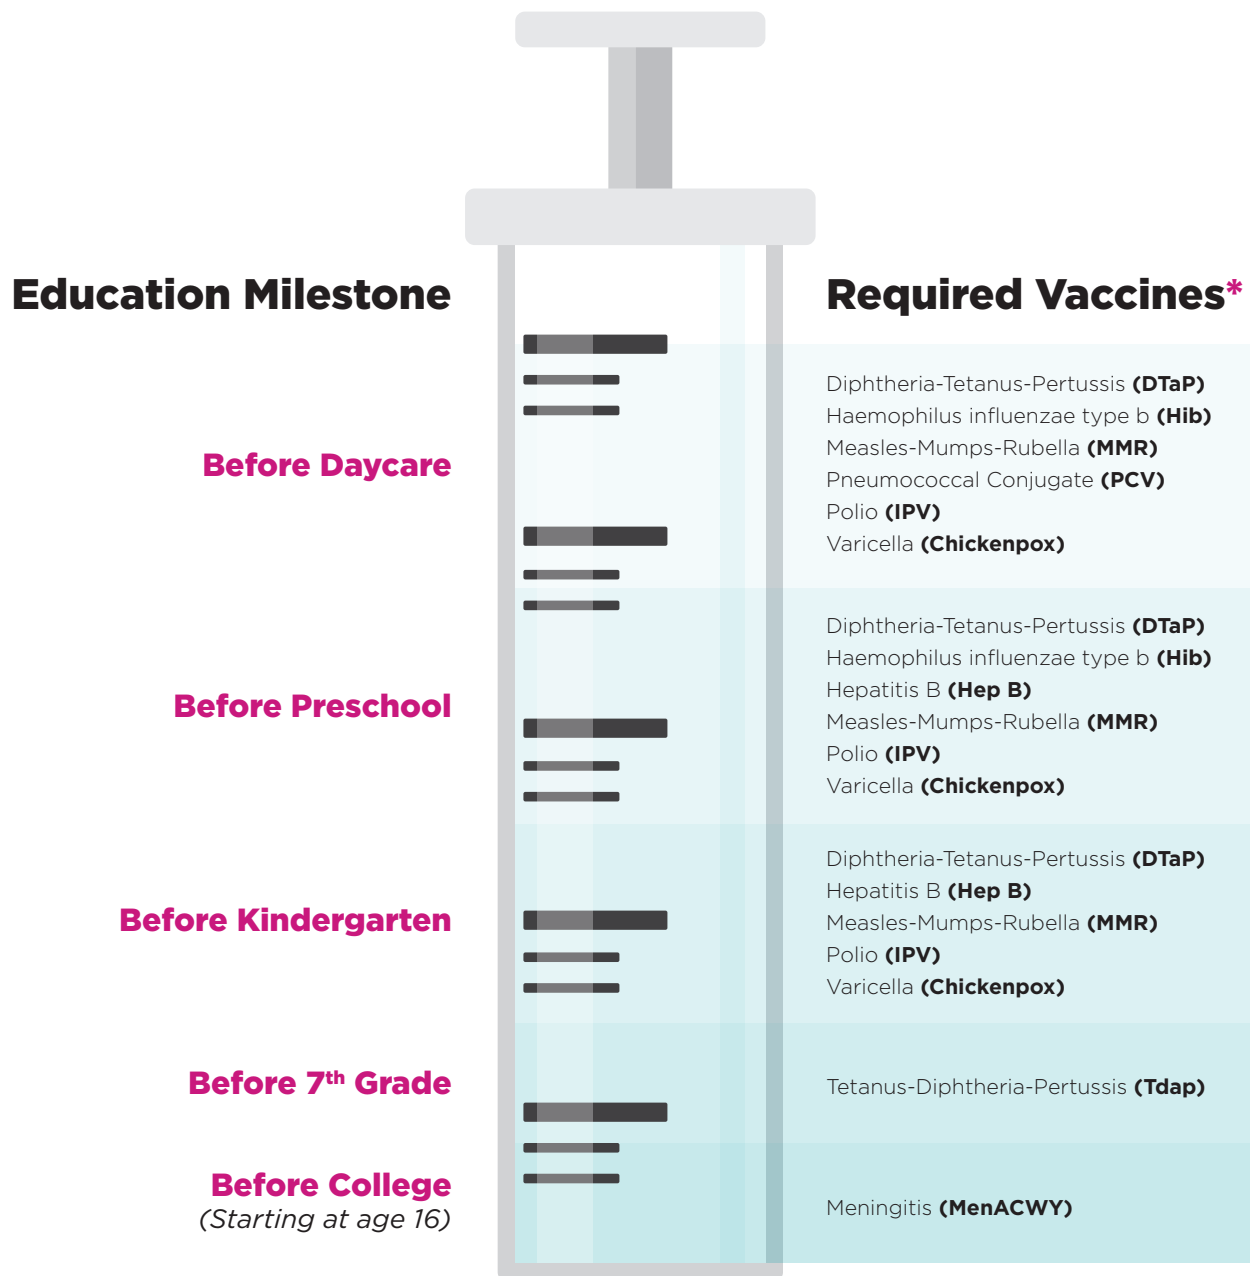 Education Milestone
Required Vaccines*
Before Daycare
Diphtheria-Tetanus-Pertussis (DTaP)
Haemophilus influenzae type b (Hib)
Measles-Mumps-Rubella (MMR)
Pneumococcal Conjugate (PCV)
Polio (IPV)
Varicella (Chickenpox)
Before Preschool
Diphtheria-Tetanus-Pertussis (DTaP)
Haemophilus influenzae type b (Hib)
Hepatitis B (Hep B)
Measles-Mumps-Rubella (MMR)
Polio (IPV)
Varicella (Chickenpox)
Before Kindergarten
Diphtheria-Tetanus-Pertussis (DTaP)
Hepatitis B (Hep B)
Measles-Mumps-Rubella (MMR)
Polio (IPV)
Varicella (Chickenpox)
Before 7th Grade
Tetanus-Diphtheria-Pertussis (Tdap)
Before College
(Starting at age 16)
Meningitis (MenACWY)